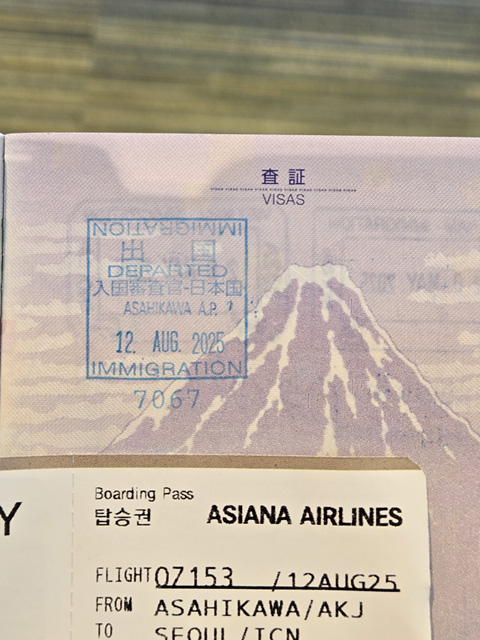 査証
VISAS
IMMIGRATION
出 国
DEPARTED
入国審査官-日本国
ASAHIKAWA A.P.
12. AUG. 2025
IMMIGRATION
7067
Boarding Pass
탑승권
ASIANA AIRLINES
Y
FLIGHT OZ7153 /12AUG25
FROM ASAHIKAWA/AKJ
TO SEOUL/ICN